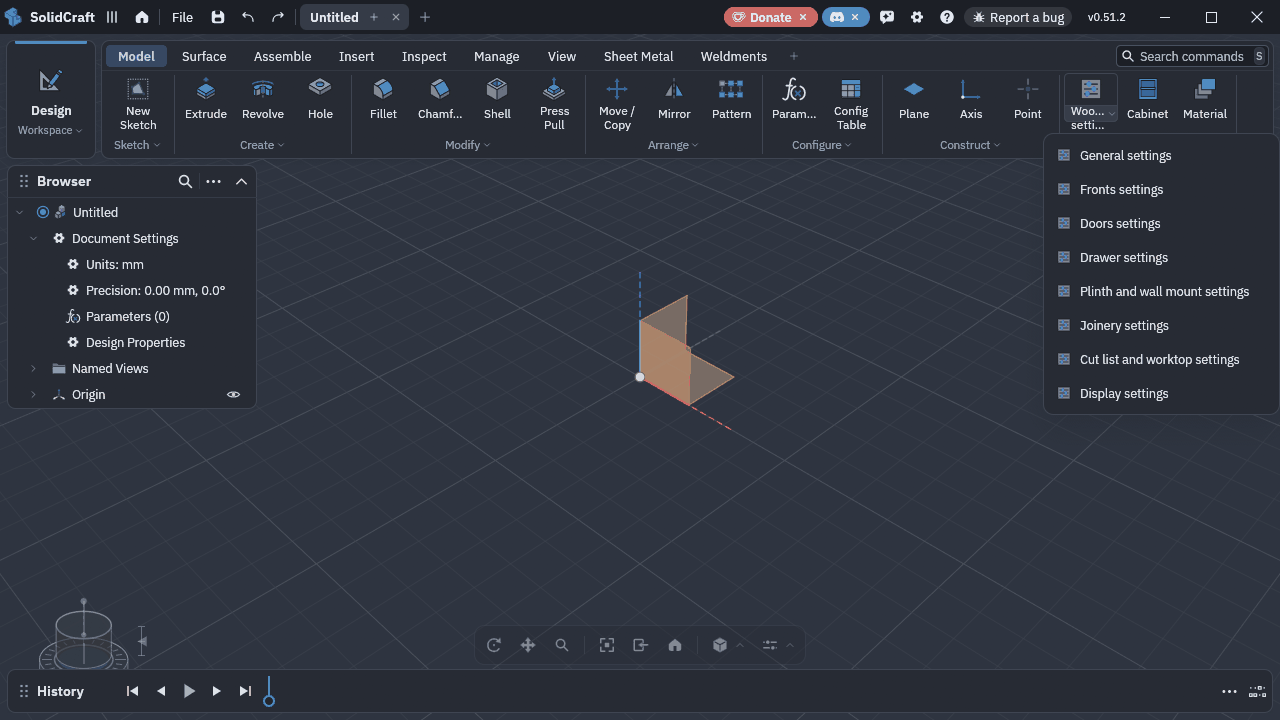 SolidCraft
File
Untitled
Donate
Report a bug
v0.51.2
Design
Workspace
Model
Surface
Assemble
Insert
Inspect
Manage
View
Sheet Metal
Weldments
Search commands
S
New Sketch
Extrude
Revolve
Hole
Fillet
Chamf...
Shell
Press Pull
Move / Copy
Mirror
Pattern
Param...
Config Table
Plane
Axis
Point
Woo... setti...
Cabinet
Material
Sketch
Create
Modify
Arrange
Configure
Construct
General settings
Fronts settings
Doors settings
Drawer settings
Plinth and wall mount settings
Joinery settings
Cut list and worktop settings
Display settings
Browser
Untitled
Document Settings
Units: mm
Precision: 0.00 mm, 0.0°
Parameters (0)
Design Properties
Named Views
Origin
History